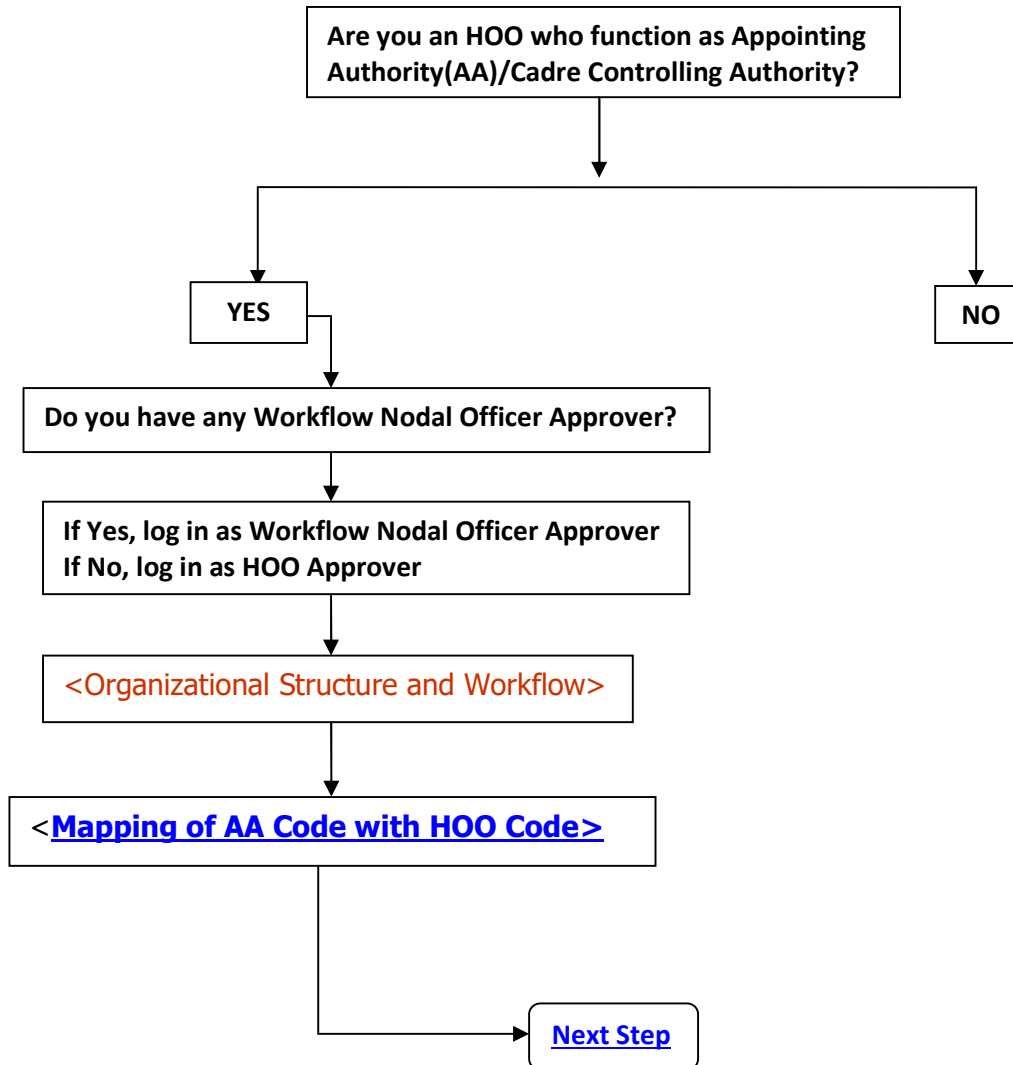 Are you an HOO who function as Appointing
Authority(AA)/Cadre Controlling Authority?
YES
NO
Do you have any Workflow Nodal Officer Approver?
If Yes, log in as Workflow Nodal Officer Approver
If No, log in as HOO Approver
<Organizational Structure and Workflow>
<Mapping of AA Code with HOO Code>
Next Step